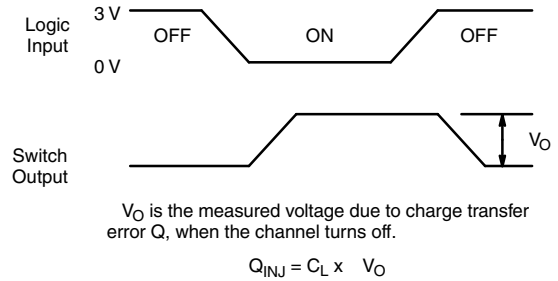 3 V
Logic
Input
OFF
ON
OFF
0 V
Switch
Output
VO
VO is the measured voltage due to charge transfer
error Q, when the channel turns off.
QINJ = CL x VO